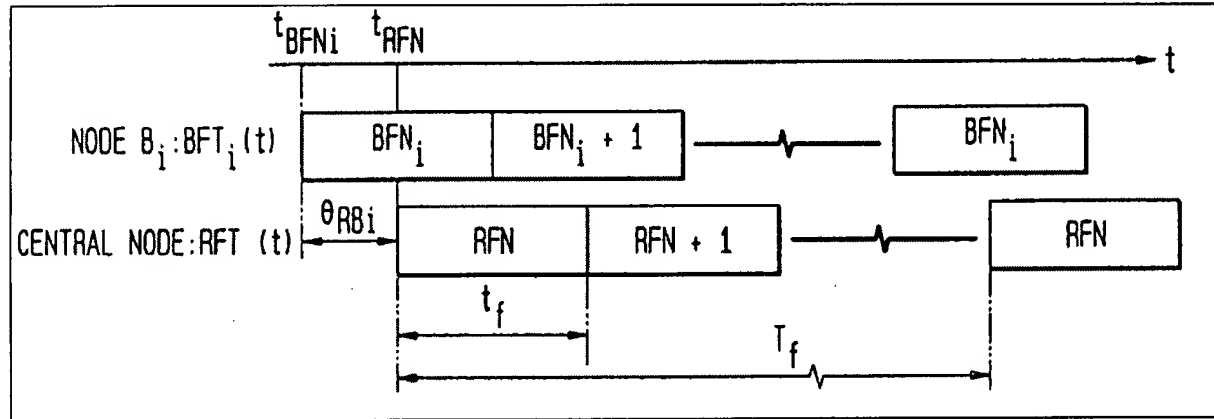 t_BFNi t_RFN
t
NODE B_i:BFT_i(t) BFN_i BFN_i + 1 BFN_i
θ_RBi
CENTRAL NODE:RFT (t) RFN RFN + 1 RFN
t_f
T_f